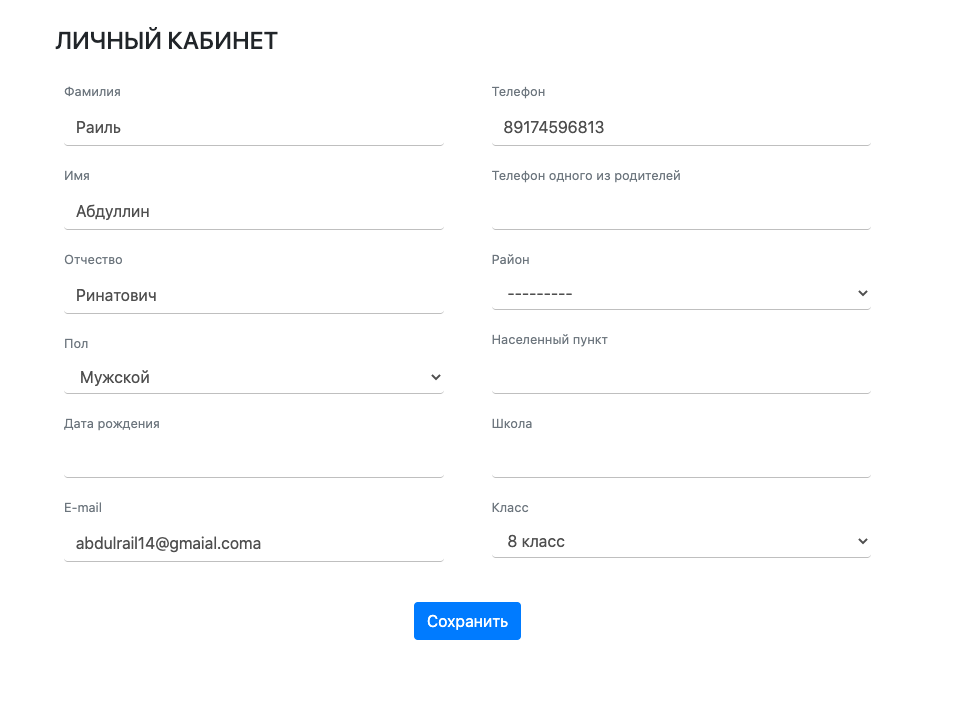 ЛИЧНЫЙ КАБИНЕТ
Фамилия
Раиль
Имя
Абдуллин
Отчество
Ринатович
Пол
Мужской
Дата рождения
E-mail
abdulrail14@gmaial.coma
Телефон
89174596813
Телефон одного из родителей
Район
---------
Населенный пункт
Школа
Класс
8 класс
Сохранить